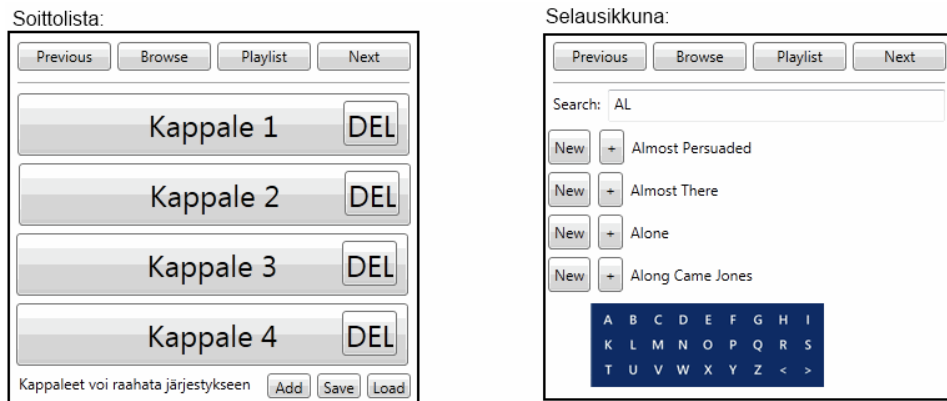 Soittolista:
Previous Browse Playlist Next
Kappale 1 DEL
Kappale 2 DEL
Kappale 3 DEL
Kappale 4 DEL
Kappaleet voi raahata järjestykseen Add Save Load
Selausikkuna:
Previous Browse Playlist Next
Search: AL
New + Almost Persuaded
New + Almost There
New + Alone
New + Along Came Jones
A B C D E F G H I
K L M N O P Q R S
T U V W X Y Z < >